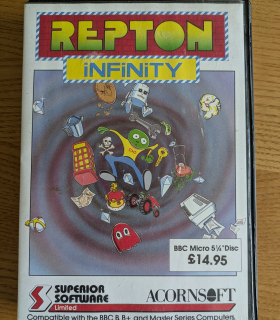 REPTON
iNFiNiTY
BBC Micro 5¼" Disc
£14.95
SUPERIOR
SOFTWARE
Limited
ACORNSOFT
Compatible with the BBC B,B+ and Master Series Computers